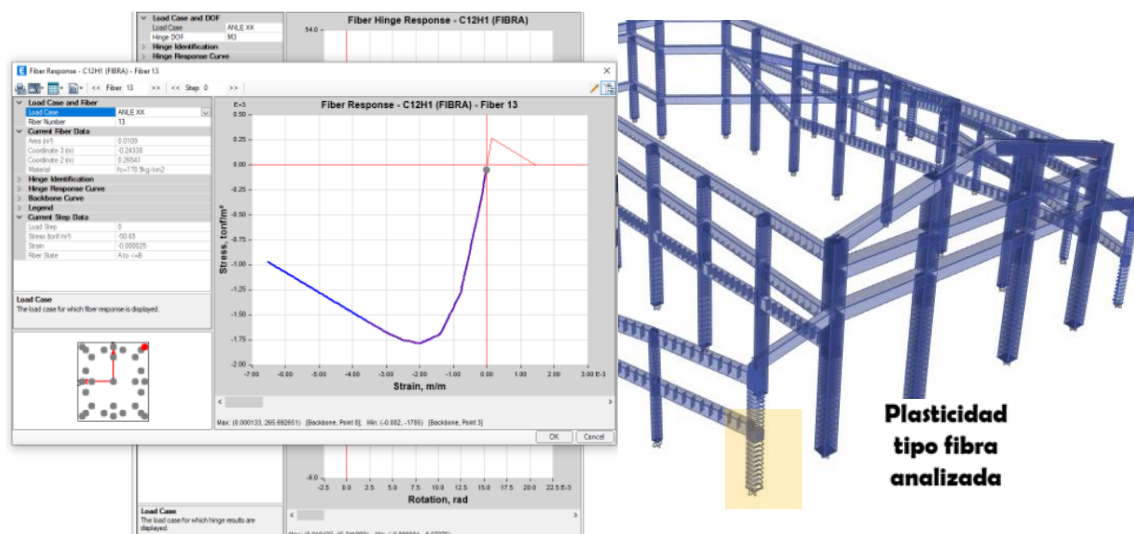 Load Case and DOF
Load Case ANLE XX
Hinge DOF M3
Hinge Identification
Hinge Response Curve
Fiber Hinge Response - C12H1 (FIBRA)
54.0
Fiber Response - C12H1 (FIBRA) - Fiber 13
<< Fiber 13 >> << Step 0 >>
Load Case and Fiber
Load Case ANLE XX
Fiber Number 13
Current Fiber Data
Area (m²) 0.0109
Coordinate 3 (m) -0.24338
Coordinate 2 (m) 0.26541
Material
Hinge Identification
Hinge Response Curve
Backbone Curve
Legend
Current Step Data
Load Step 0
Stress (tonf/m²) -50.65
Strain -0.000025
Fiber State A to <=B
Load Case
The load case for which fiber response is displayed.
Fiber Response - C12H1 (FIBRA) - Fiber 13
E+3
0.50
0.25
0.00
-0.25
-0.50
-0.75
-1.00
-1.25
-1.50
-1.75
-2.00
Stress, tonf/m²
-7.00 -6.00 -5.00 -4.00 -3.00 -2.00 -1.00 0.00 1.00 2.00 3.00 E-3
Strain, m/m
Max: (0.000133, 265.692651) [Backbone, Point 8]; Min: (-0.002, -1785) [Backbone, Point 3]
OK Cancel
-6.0
-2.5 0.0 2.5 5.0 7.5 10.0 12.5 15.0 17.5 20.0 22.5 E-3
Rotation, rad
Load Case
The load case for which hinge results are
displayed.
Plasticidad
tipo fibra
analizada